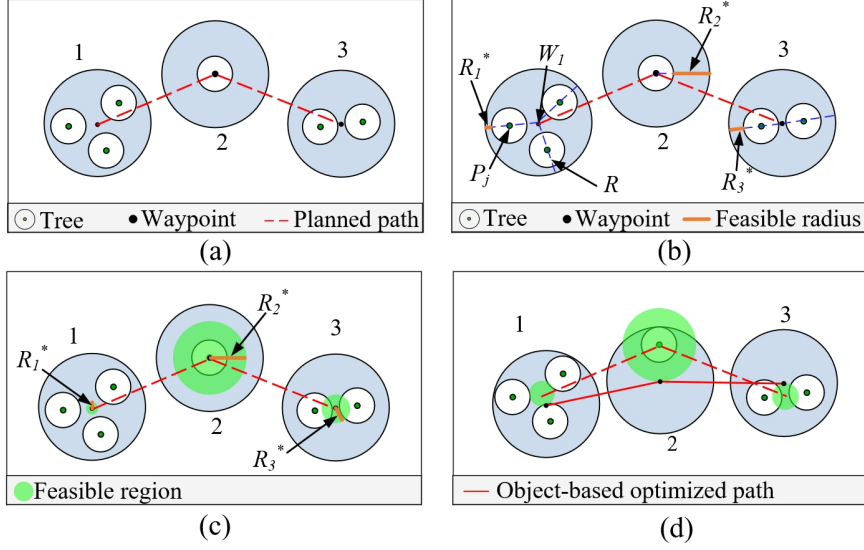 1
2
3
Tree
Waypoint
Planned path
(a)
R₁*
W₁
R₂*
3
2
P_j
R
R₃*
Tree
Waypoint
Feasible radius
(b)
1
R₁*
R₂*
3
2
R₃*
Feasible region
(c)
1
3
2
Object-based optimized path
(d)